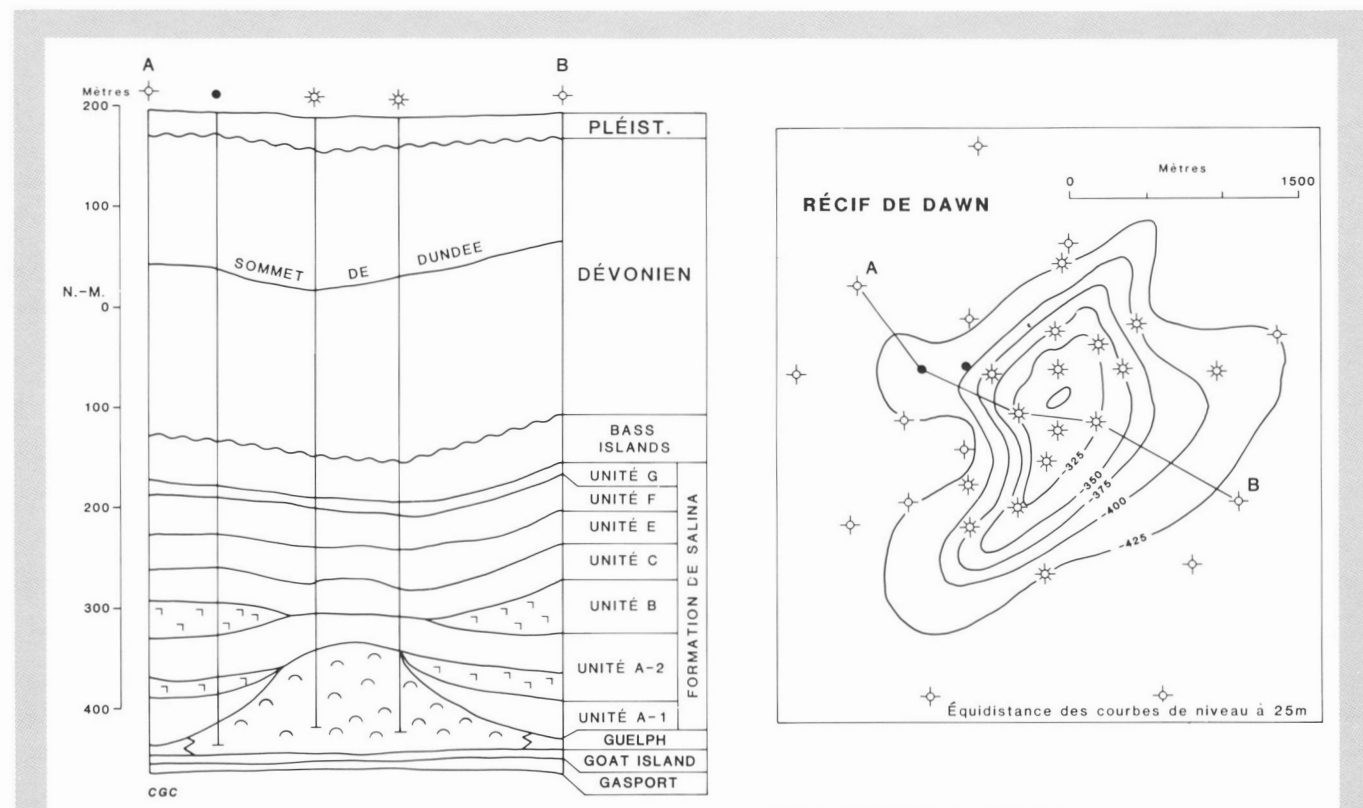 A
B
Mètres
200
100
N.-M.
0
100
200
300
400
SOMMET DE DUNDEE
PLÉIST.
DÉVONIEN
BASS ISLANDS
UNITÉ G
UNITÉ F
UNITÉ E
UNITÉ C
UNITÉ B
UNITÉ A-2
UNITÉ A-1
FORMATION DE SALINA
GUELPH
GOAT ISLAND
GASPORT
CGC
Mètres
0 1500
RÉCIF DE DAWN
A
B
-325
-350
-375
-400
-425
Équidistance des courbes de niveau à 25m